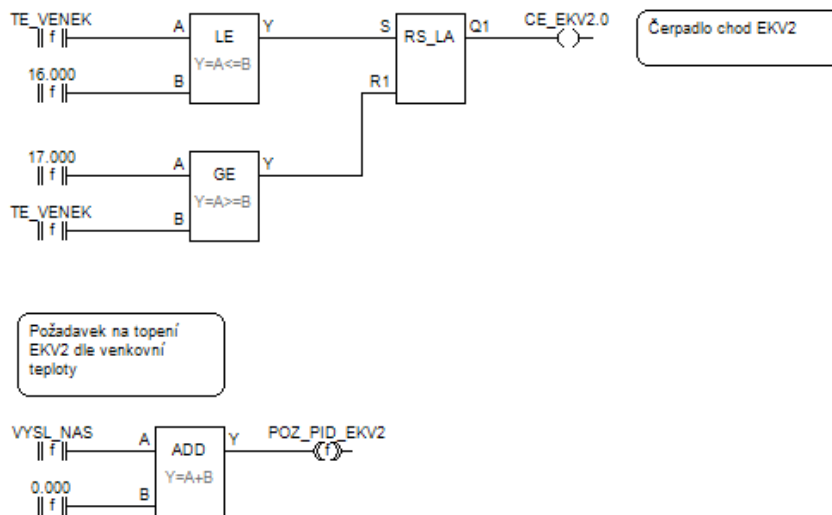 TE_VENEK
f
A
LE
Y
Y=A<=B
16.000
f
B
S
RS_LA
Q1
R1
CE_EKV2.0
Čerpadlo chod EKV2
17.000
f
A
GE
Y
Y=A>=B
TE_VENEK
f
B
Požadavek na topení
EKV2 dle venkovní
teploty
VYSL_NAS
f
A
ADD
Y
Y=A+B
POZ_PID_EKV2
f
0.000
f
B